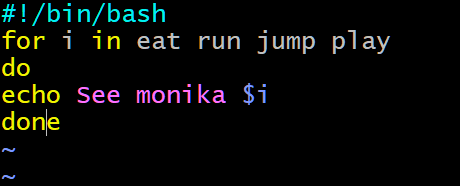 #!/bin/bash
for i in eat run jump play
do
echo See monika $i
done
~
~